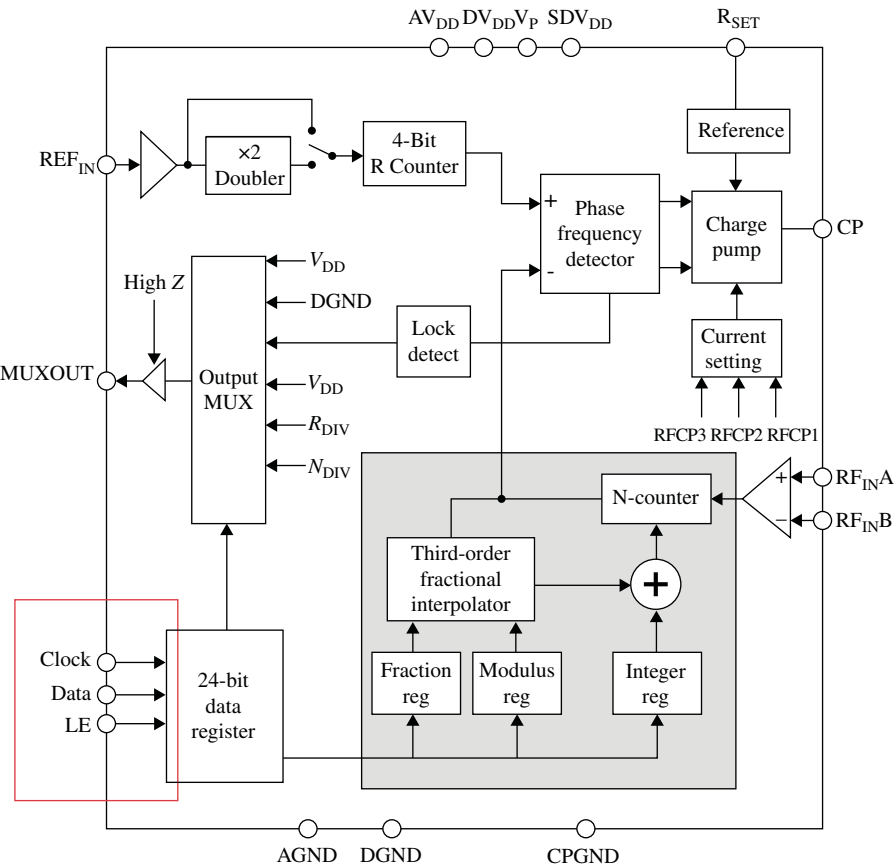 AVDD DVDD VP SDVDD
RSET
REFIN
×2
Doubler
4-Bit
R Counter
Reference
+
-
Phase
frequency
detector
Charge
pump
CP
High Z
MUXOUT
Output
MUX
VDD
DGND
Lock
detect
VDD
RDIV
NDIV
Current
setting
RFCP3 RFCP2 RFCP1
N-counter
+
−
RFINA
RFINB
Third-order
fractional
interpolator
+
Fraction
reg
Modulus
reg
Integer
reg
Clock
Data
LE
24-bit
data
register
AGND
DGND
CPGND